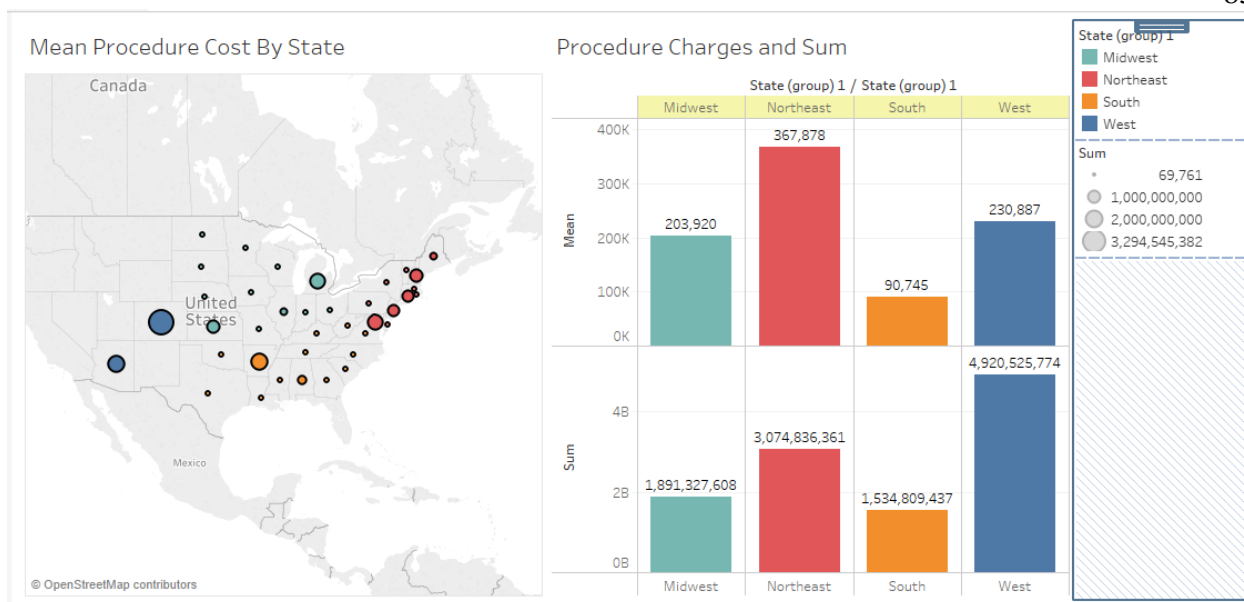 Mean Procedure Cost By State
Canada
United
States
Mexico
© OpenStreetMap contributors
Procedure Charges and Sum
State (group) 1 / State (group) 1
Midwest Northeast South West
Mean
400K
300K
200K
100K
0K
203,920
367,878
90,745
230,887
Sum
4B
2B
0B
1,891,327,608
3,074,836,361
1,534,809,437
4,920,525,774
Midwest Northeast South West
State (group) 1
Midwest
Northeast
South
West
Sum
69,761
1,000,000,000
2,000,000,000
3,294,545,382